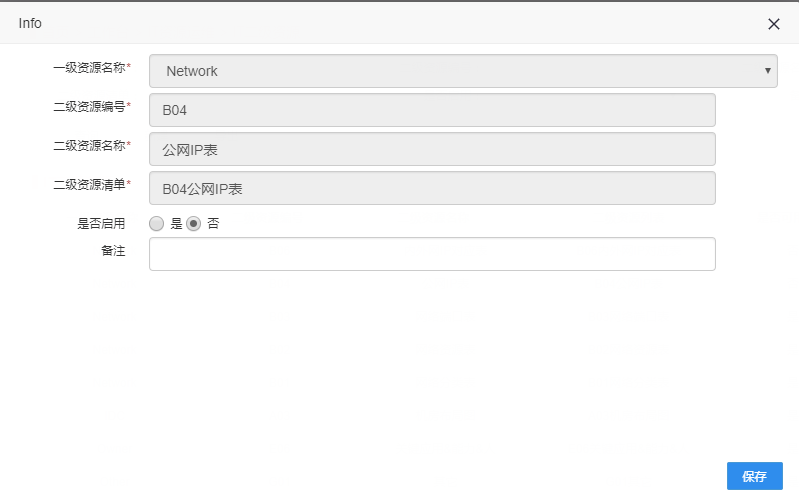 Info
一级资源名称* Network
二级资源编号* B04
二级资源名称* 公网IP表
二级资源清单* B04公网IP表
是否启用 是 否
备注
保存